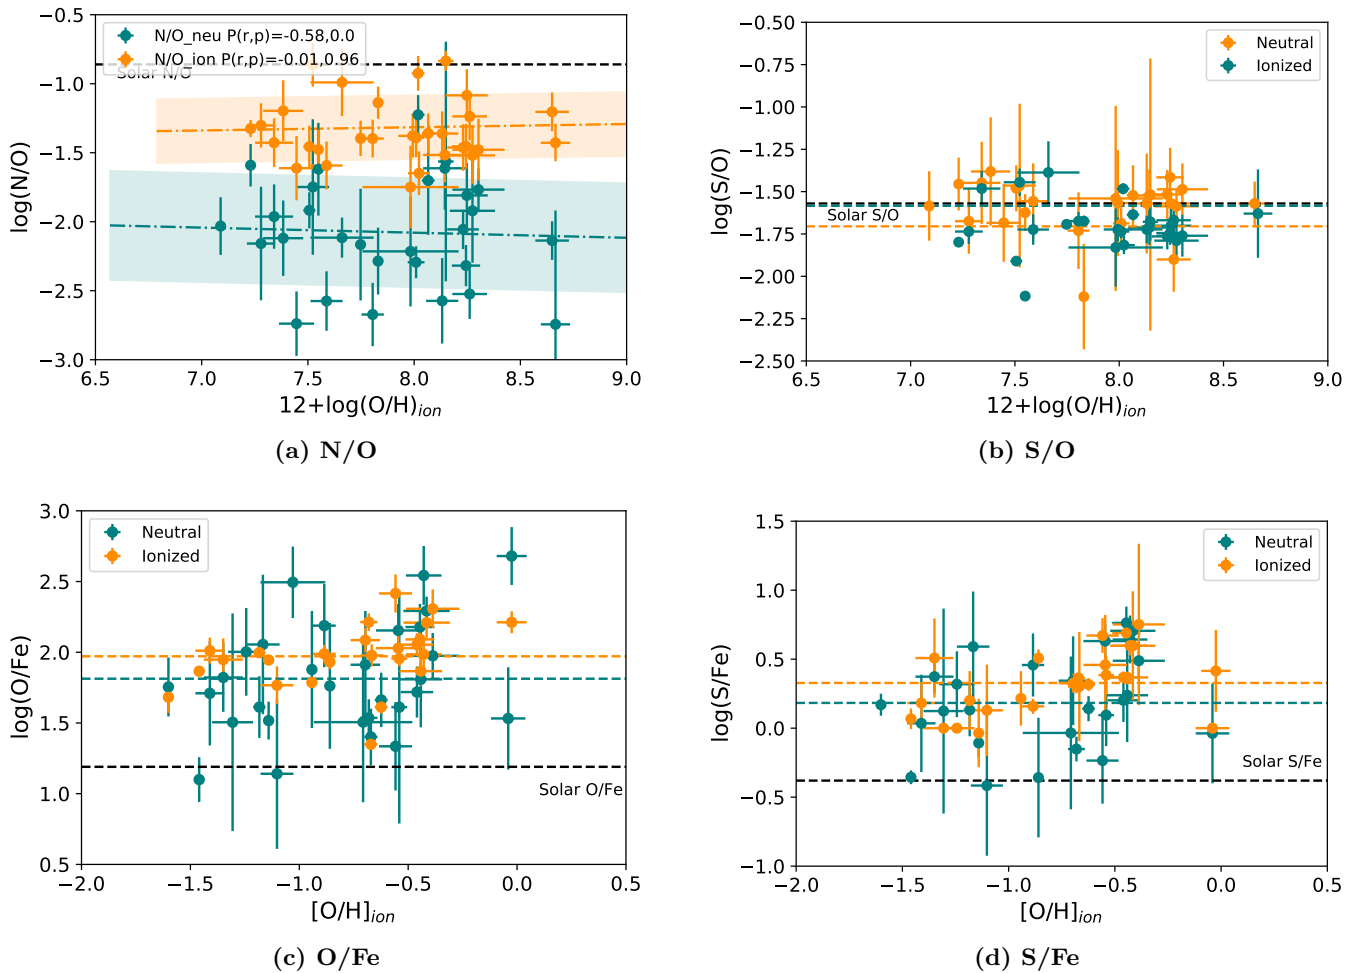 N/O_neu P(r,p)=-0.58,0.0
N/O_ion P(r,p)=-0.01,0.96
Solar N/O
log(N/O)
−0.5
−1.0
−1.5
−2.0
−2.5
−3.0
6.5 7.0 7.5 8.0 8.5 9.0
12+log(O/H)ion
(a) N/O
Neutral
Ionized
Solar S/O
log(S/O)
−0.50
−0.75
−1.00
−1.25
−1.50
−1.75
−2.00
−2.25
−2.50
6.5 7.0 7.5 8.0 8.5 9.0
12+log(O/H)ion
(b) S/O
Neutral
Ionized
Solar O/Fe
log(O/Fe)
3.0
2.5
2.0
1.5
1.0
0.5
−2.0 −1.5 −1.0 −0.5 0.0 0.5
[O/H]ion
(c) O/Fe
Neutral
Ionized
Solar S/Fe
log(S/Fe)
1.5
1.0
0.5
0.0
−0.5
−1.0
−2.0 −1.5 −1.0 −0.5 0.0 0.5
[O/H]ion
(d) S/Fe